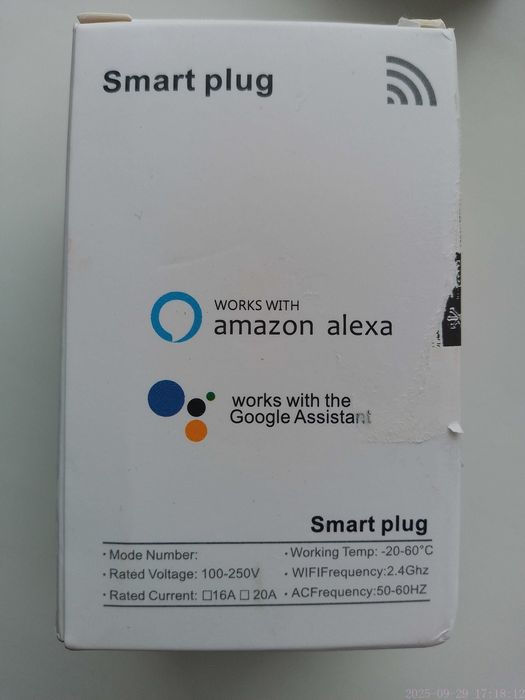 Smart plug
WORKS WITH
amazon alexa
works with the
Google Assistant
Smart plug
· Mode Number:
· Working Temp: -20-60°C
· Rated Voltage: 100-250V
· WIFIFrequency:2.4Ghz
· Rated Current: ☐16A ☐ 20A
· ACFrequency:50-60HZ
2025-09-29 17:18:12